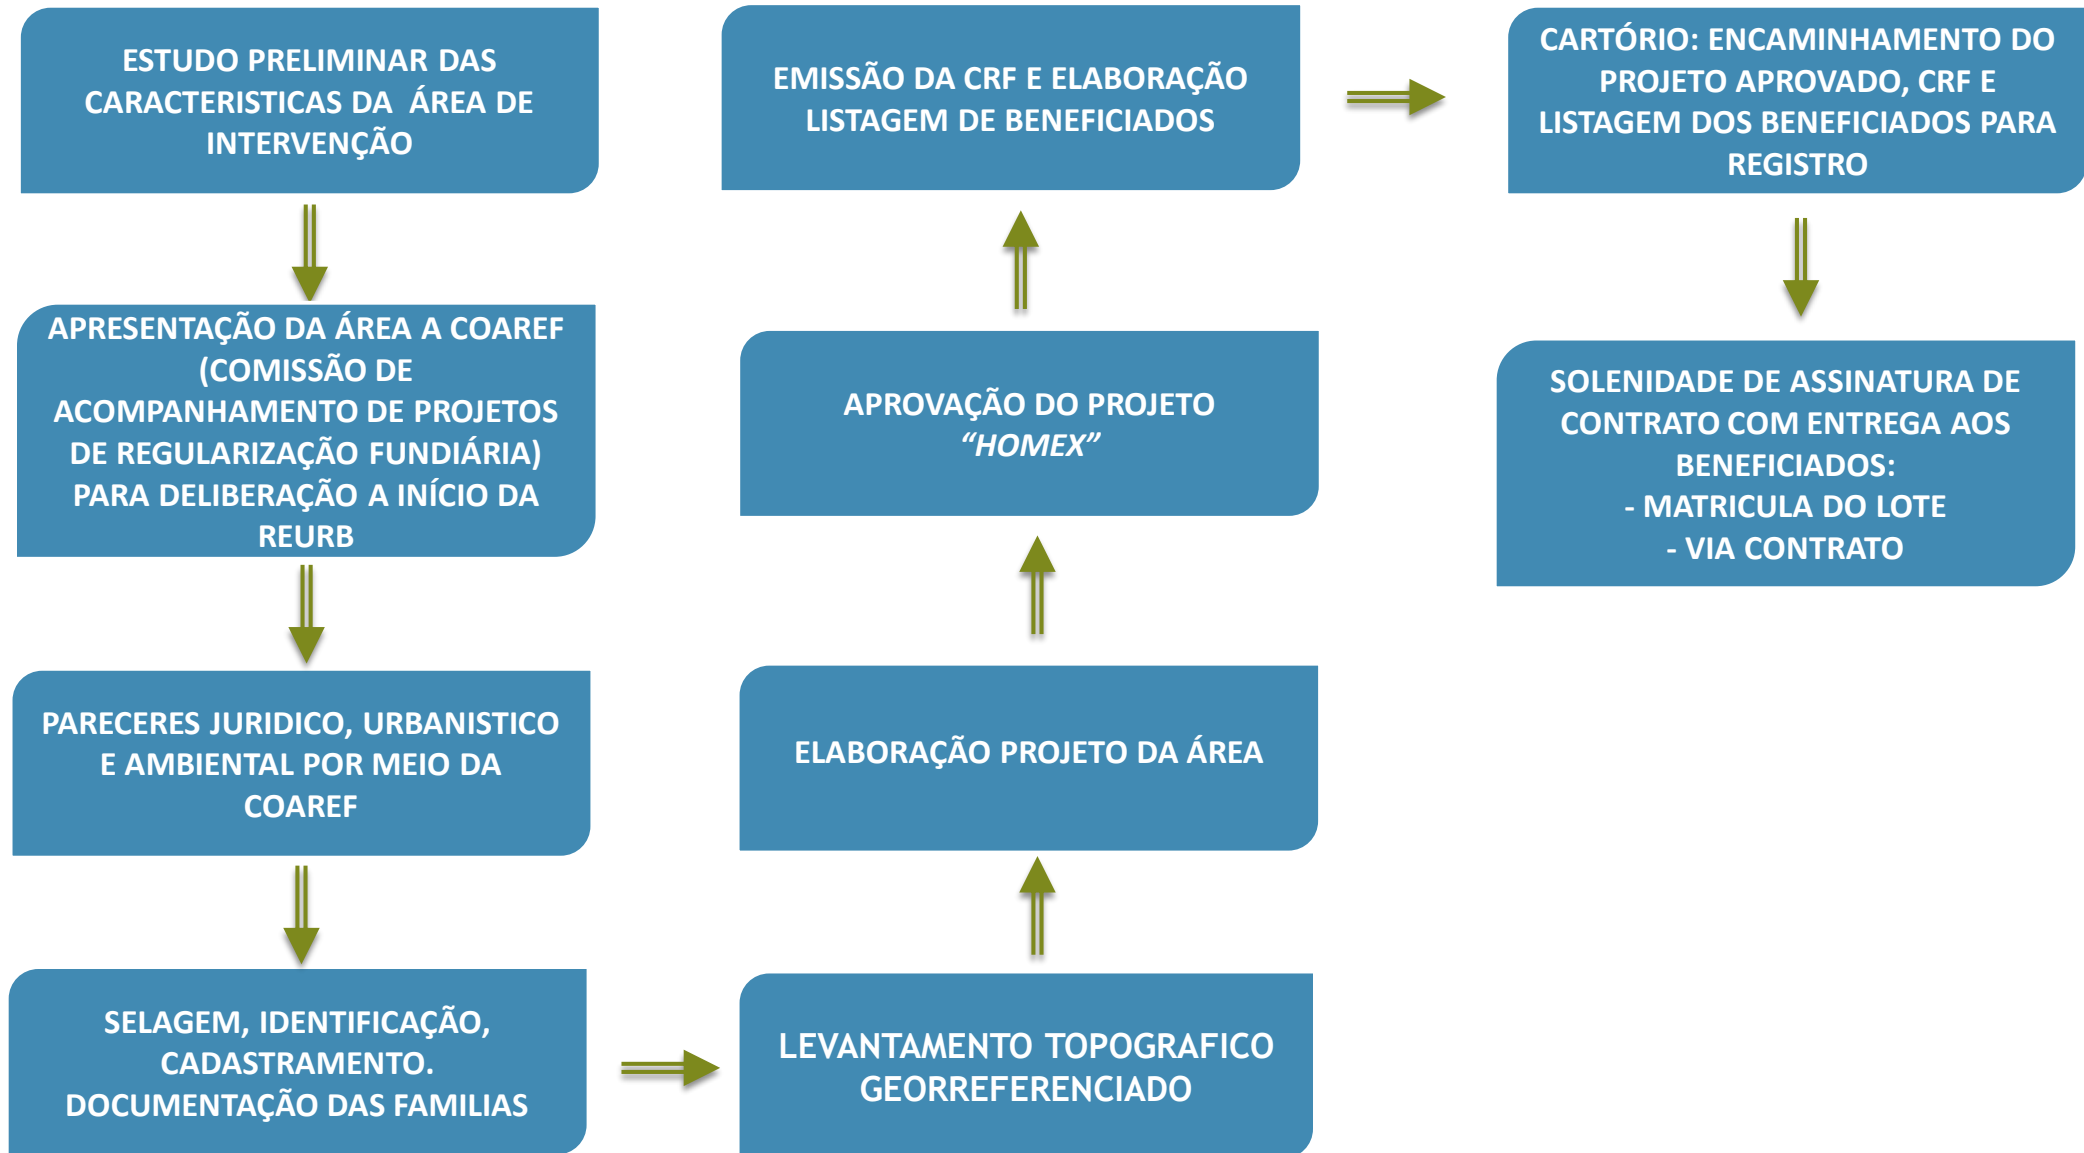 ESTUDO PRELIMINAR DAS
CARACTERISTICAS DA ÁREA DE
INTERVENÇÃO
APRESENTAÇÃO DA ÁREA A COAREF
(COMISSÃO DE
ACOMPANHAMENTO DE PROJETOS
DE REGULARIZAÇÃO FUNDIÁRIA)
PARA DELIBERAÇÃO A INÍCIO DA
REURB
PARECERES JURIDICO, URBANISTICO
E AMBIENTAL POR MEIO DA
COAREF
SELAGEM, IDENTIFICAÇÃO,
CADASTRAMENTO.
DOCUMENTAÇÃO DAS FAMILIAS
LEVANTAMENTO TOPOGRAFICO
GEORREFERENCIADO
ELABORAÇÃO PROJETO DA ÁREA
APROVAÇÃO DO PROJETO
“HOMEX”
EMISSÃO DA CRF E ELABORAÇÃO
LISTAGEM DE BENEFICIADOS
CARTÓRIO: ENCAMINHAMENTO DO
PROJETO APROVADO, CRF E
LISTAGEM DOS BENEFICIADOS PARA
REGISTRO
SOLENIDADE DE ASSINATURA DE
CONTRATO COM ENTREGA AOS
BENEFICIADOS:
- MATRICULA DO LOTE
- VIA CONTRATO